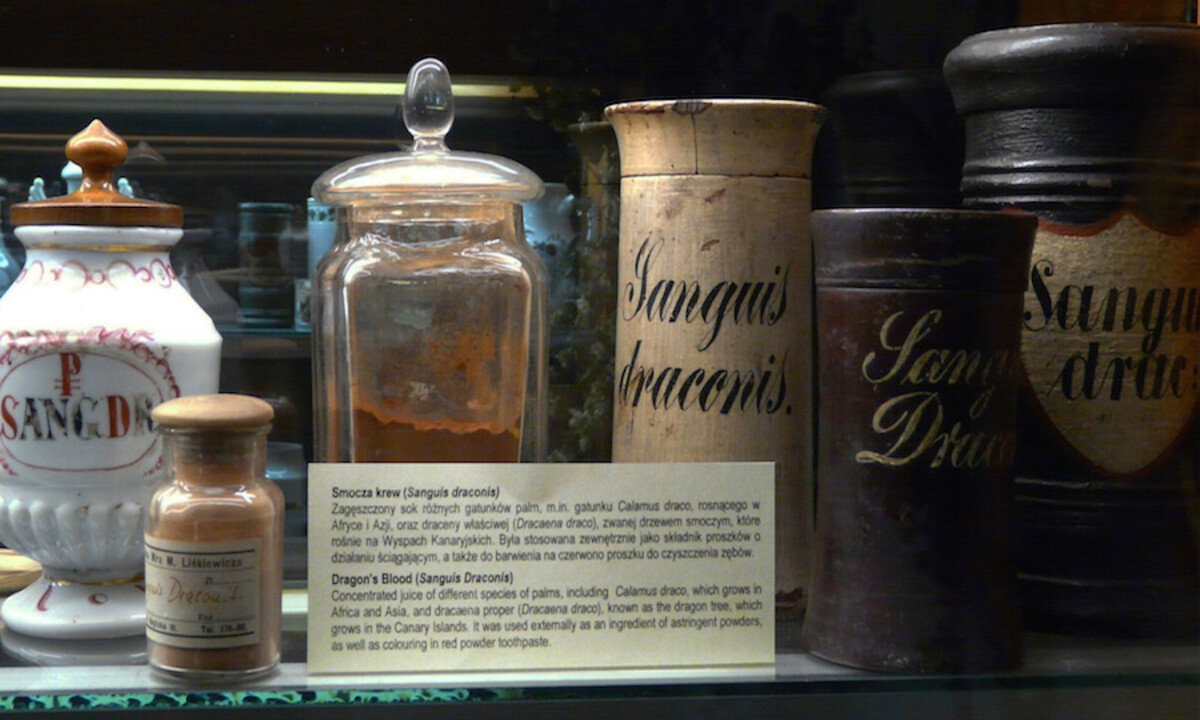 P
SANG DR
Mra M. Liśkiewicza
Draconis.
Tel. 176-
Sanguis
draconis.
Sang
Drac
Sangu
drac
Smocza krew (Sanguis draconis)
Zagęszczony sok różnych gatunków palm, m.in. gatunku Calamus draco, rosnącego w
Afryce i Azji, oraz draceny właściwej (Dracaena draco), zwanej drzewem smoczym, które
rośnie na Wyspach Kanaryjskich. Była stosowana zewnętrznie jako składnik proszków o
działaniu ściągającym, a także do barwienia na czerwono proszku do czyszczenia zębów.
Dragon's Blood (Sanguis Draconis)
Concentrated juice of different species of palms, including Calamus draco, which grows in
Africa and Asia, and dracaena proper (Dracaena draco), known as the dragon tree, which
grows in the Canary Islands. It was used externally as an ingredient of astringent powders,
as well as colouring in red powder toothpaste.